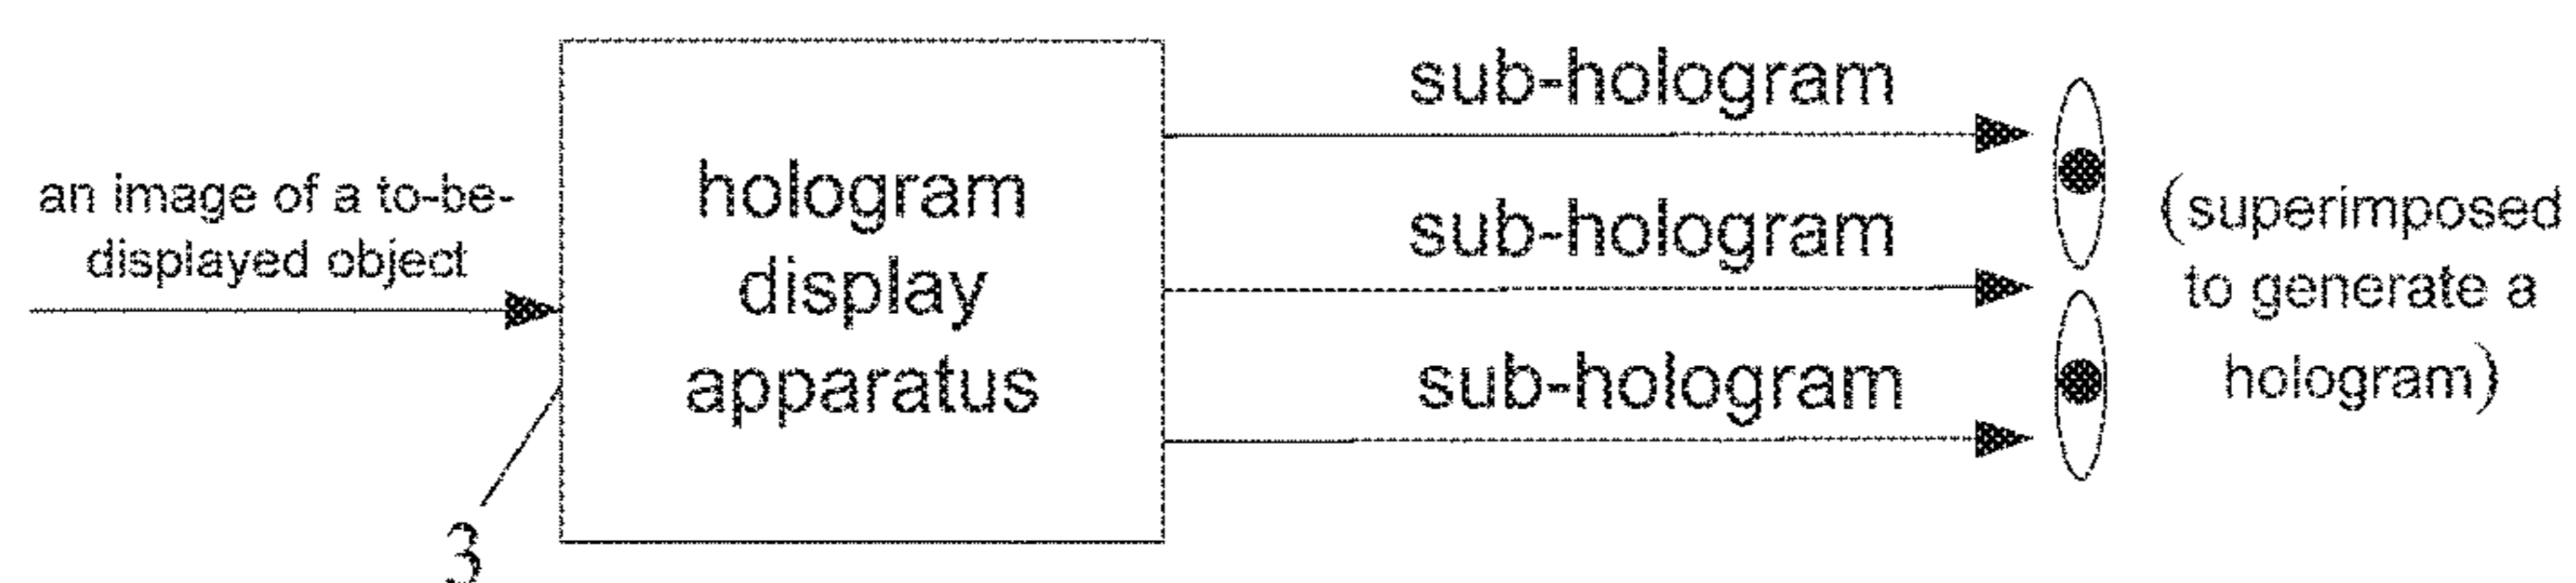 an image of a to-be-
displayed object
3
hologram
display
apparatus
sub-hologram
sub-hologram
sub-hologram
(superimposed
to generate a
hologram)